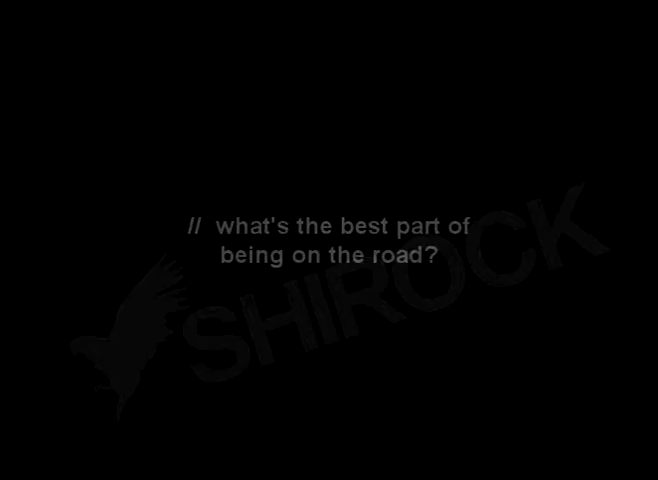 // what's the best part of
being on the road?
SHIROCK